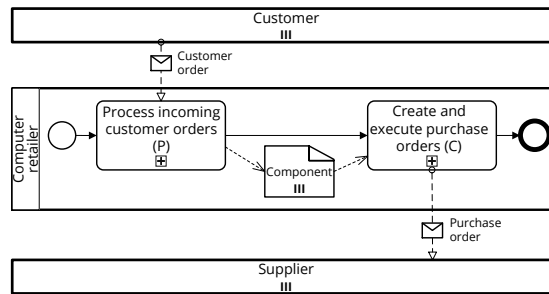 Customer
Customer
order
Computer
retailer
Process incoming
customer orders
(P)
Create and
execute purchase
orders (C)
Component
Purchase
order
Supplier